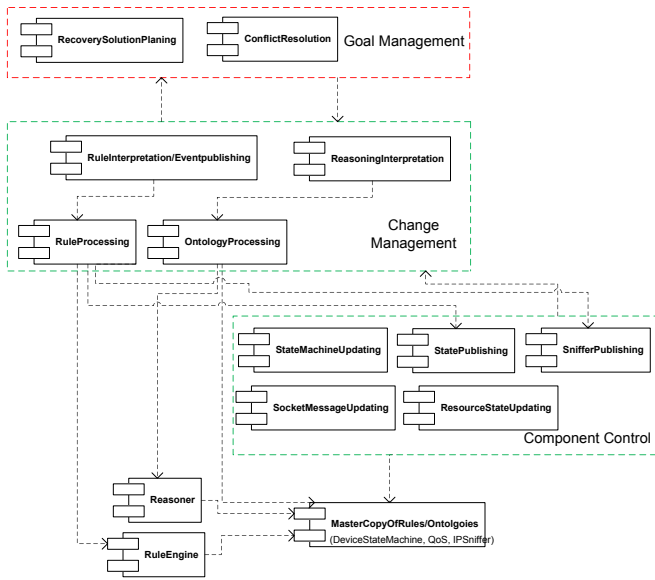 RecoverySolutionPlaning
ConflictResolution
Goal Management
RuleInterpretation/Eventpublishing
ReasoningInterpretation
RuleProcessing
OntologyProcessing
Change
Management
StateMachineUpdating
StatePublishing
SnifferPublishing
SocketMessageUpdating
ResourceStateUpdating
Component Control
Reasoner
MasterCopyOfRules/Ontolgoies
(DeviceStateMachine, QoS, IPSniffer)
RuleEngine